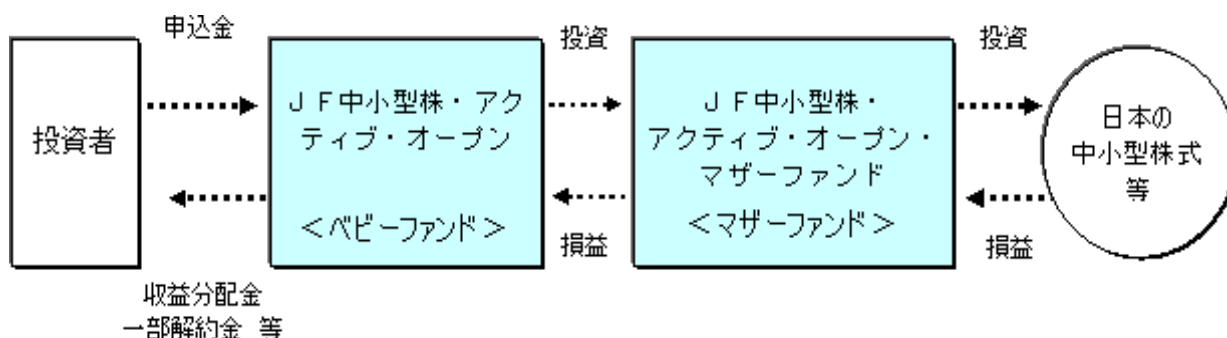 申込金
投資者
収益分配金
一部解約金 等
ＪＦ中小型株・アク
ティブ・オープン
＜ベビーファンド＞
投資
損益
ＪＦ中小型株・
アクティブ・オープン・
マザーファンド
＜マザーファンド＞
投資
損益
日本の
中小型株式
等